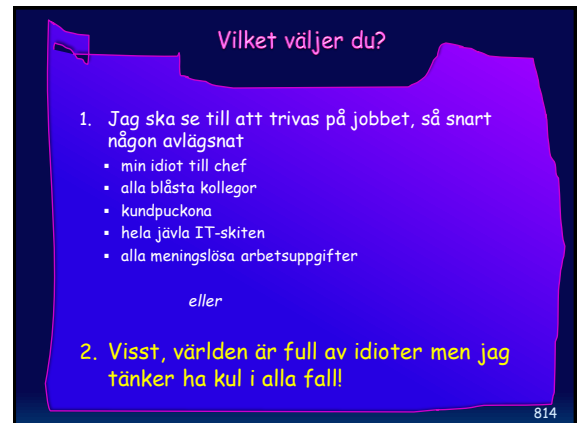 Vilket väljer du?
1. Jag ska se till att trivas på jobbet, så snart
någon avlägsnat
▪ min idiot till chef
▪ alla blåsta kollegor
▪ kundpuckona
▪ hela jävla IT-skiten
▪ alla meningslösa arbetsuppgifter
eller
2. Visst, världen är full av idioter men jag
tänker ha kul i alla fall!
814